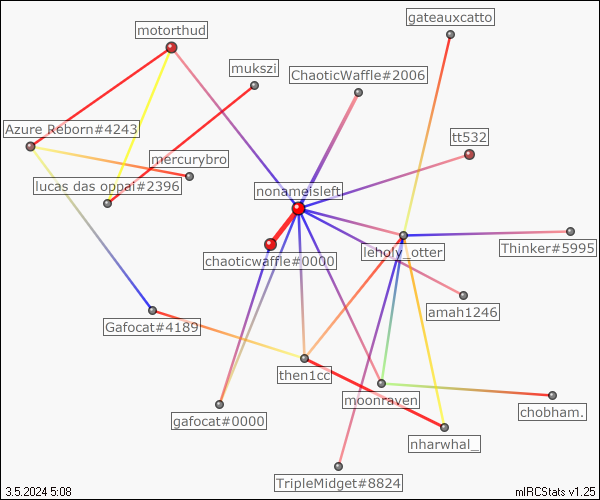 gateauxcatto
motorthud
mukszi
ChaoticWaffle#2006
Azure Reborn#4243
tt532
mercurybro
lucas das oppai#2396
nonameisleft
leholy_otter
Thinker#5995
chaoticwaffle#0000
amah1246
Gafocat#4189
then1cc
moonraven
chobham.
gafocat#0000
nharwhal_
TripleMidget#8824
3.5.2024 5:08
mIRCStats v1.25